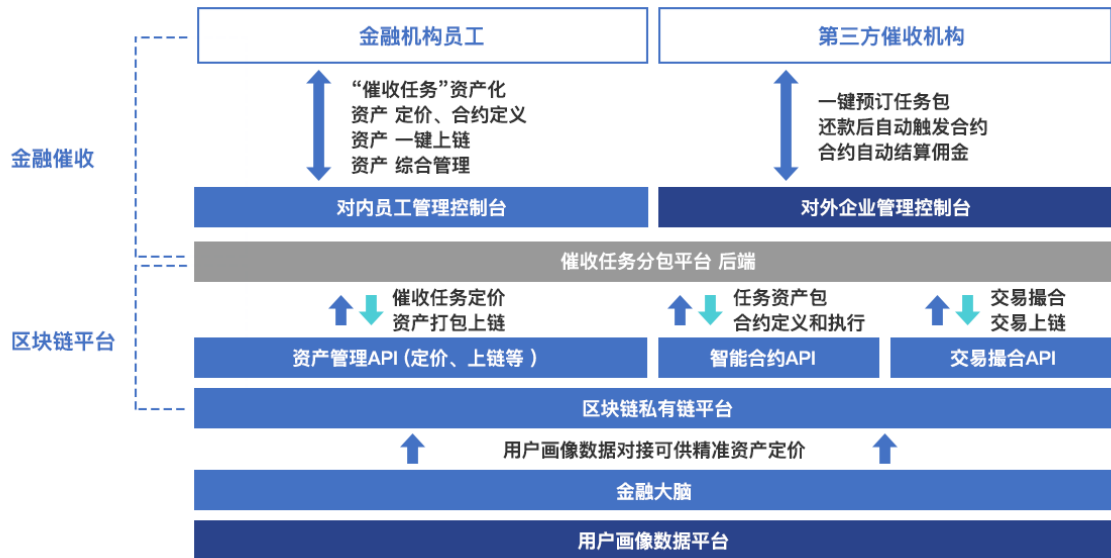 金融机构员工
第三方催收机构
“催收任务”资产化
资产 定价、合约定义
资产 一键上链
资产 综合管理
一键预订任务包
还款后自动触发合约
合约自动结算佣金
金融催收
对内员工管理控制台
对外企业管理控制台
催收任务分包平台 后端
催收任务定价
资产打包上链
任务资产包
合约定义和执行
交易撮合
交易上链
区块链平台
资产管理API (定价、上链等 )
智能合约API
交易撮合API
区块链私有链平台
用户画像数据对接可供精准资产定价
金融大脑
用户画像数据平台